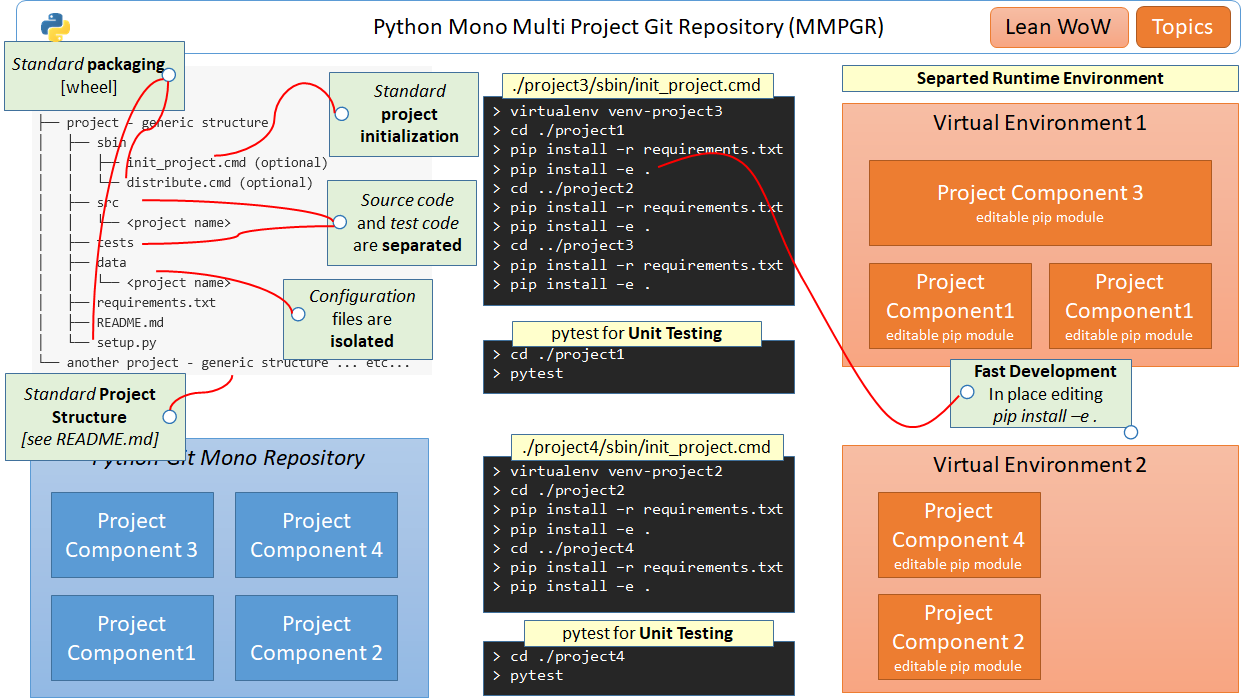 Python Mono Multi Project Git Repository (MMPGR)
Lean WoW
Topics
Standard packaging
[wheel]
├── project - generic structure
│   ├── sbin
│   │   ├── init_project.cmd (optional)
│   │   └── distribute.cmd (optional)
│   ├── src
│   │   └── <project name>
│   ├── tests
│   ├── data
│   │   └── <project name>
│   ├── requirements.txt
│   ├── README.md
│   └── setup.py
└── another project - generic structure ... etc...
Standard
project
initialization
Source code
and test code
are separated
Configuration
files are
isolated
Standard Project
Structure
[see README.md]
Python Git Mono Repository
Project
Component 3
Project
Component 4
Project
Component1
Project
Component 2
./project3/sbin/init_project.cmd
> virtualenv venv-project3
> cd ./project1
> pip install -r requirements.txt
> pip install -e .
> cd ../project2
> pip install -r requirements.txt
> pip install -e .
> cd ../project3
> pip install -r requirements.txt
> pip install -e .
pytest for Unit Testing
> cd ./project1
> pytest
./project4/sbin/init_project.cmd
> virtualenv venv-project2
> cd ./project2
> pip install -r requirements.txt
> pip install -e .
> cd ../project4
> pip install -r requirements.txt
> pip install -e .
pytest for Unit Testing
> cd ./project4
> pytest
Separted Runtime Environment
Virtual Environment 1
Project Component 3
editable pip module
Project
Component1
editable pip module
Project
Component1
editable pip module
Fast Development
In place editing
pip install –e .
Virtual Environment 2
Project
Component 4
editable pip module
Project
Component 2
editable pip module